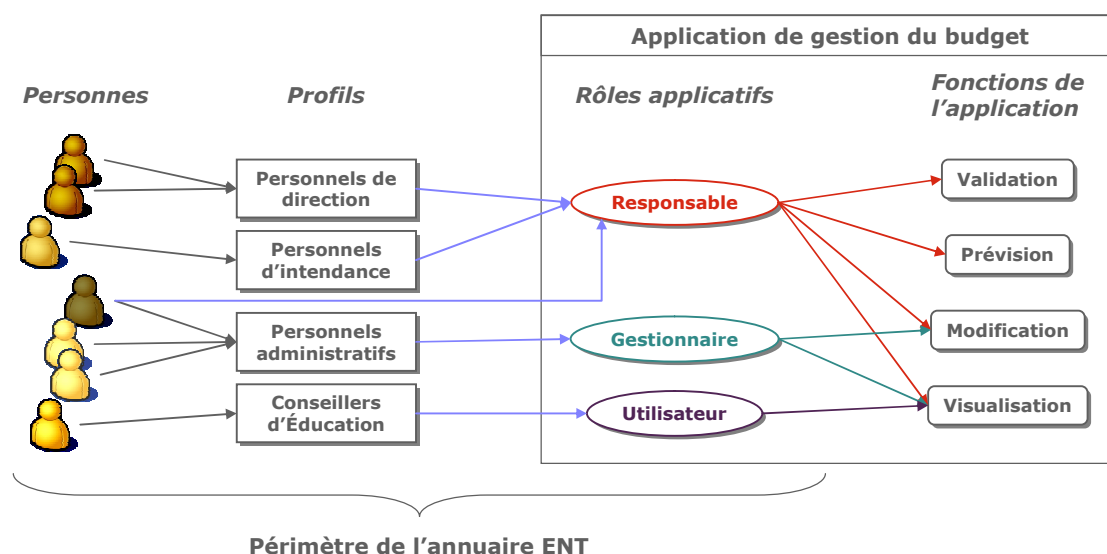 Application de gestion du budget
Personnes
Profils
Rôles applicatifs
Fonctions de
l’application
Personnels de
direction
Responsable
Validation
Personnels
d’intendance
Prévision
Personnels
administratifs
Gestionnaire
Modification
Conseillers
d’Éducation
Utilisateur
Visualisation
Périmètre de l’annuaire ENT